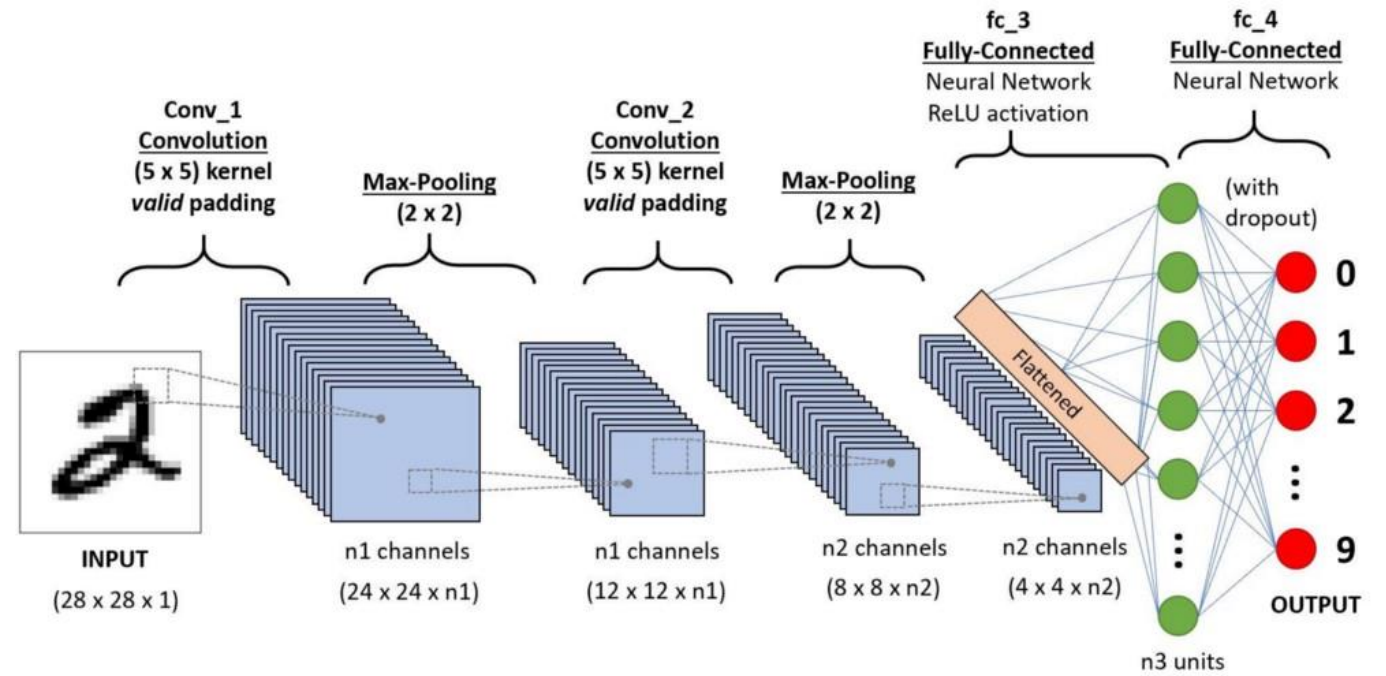 Conv_1
Convolution
(5 x 5) kernel
valid padding
Max-Pooling
(2 x 2)
Conv_2
Convolution
(5 x 5) kernel
valid padding
Max-Pooling
(2 x 2)
fc_3
Fully-Connected
Neural Network
ReLU activation
fc_4
Fully-Connected
Neural Network
(with
dropout)
Flattened
0
1
2
9
OUTPUT
INPUT
(28 x 28 x 1)
n1 channels
(24 x 24 x n1)
n1 channels
(12 x 12 x n1)
n2 channels
(8 x 8 x n2)
n2 channels
(4 x 4 x n2)
n3 units
2